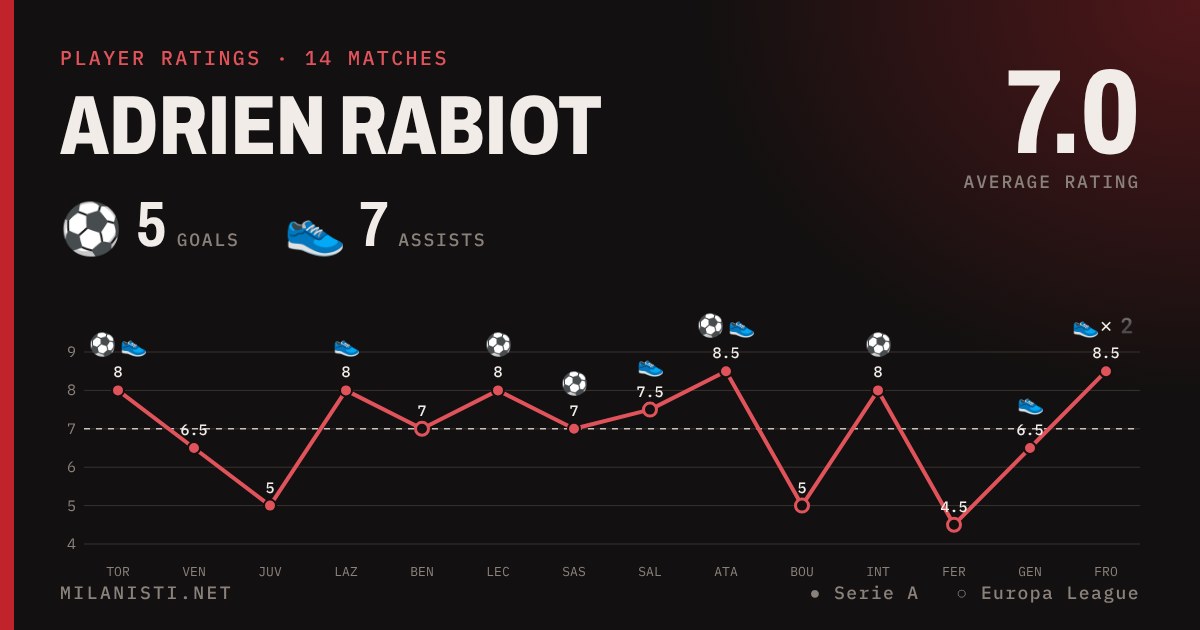 PLAYER RATINGS · 14 MATCHES
ADRIEN RABIOT
7.0
AVERAGE RATING
5 GOALS 7 ASSISTS
× 2
9 8 8 8 7 8 7 7.5 8.5 8 8.5
8
7 6.5 6.5
6
5 5 5 4.5
4
TOR VEN JUV LAZ BEN LEC SAS SAL ATA BOU INT FER GEN FRO
MILANISTI.NET ● Serie A ○ Europa League